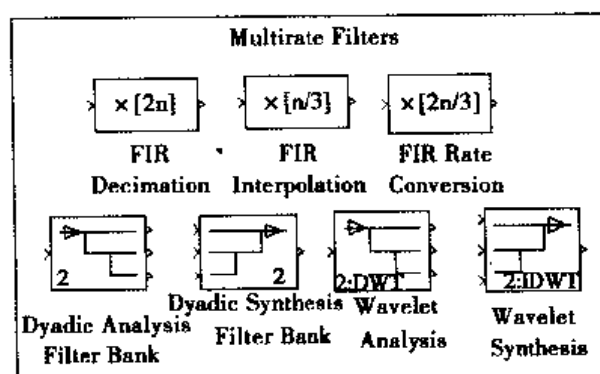 Multirate Filters
×[2n]
×[n/3]
×[2n/3]
FIR
Decimation
FIR
Interpolation
FIR Rate
Conversion
2
2
2:DWT
2:IDWT
Dyadic Analysis
Filter Bank
Dyadic Synthesis
Filter Bank
Wavelet
Analysis
Wavelet
Synthesis